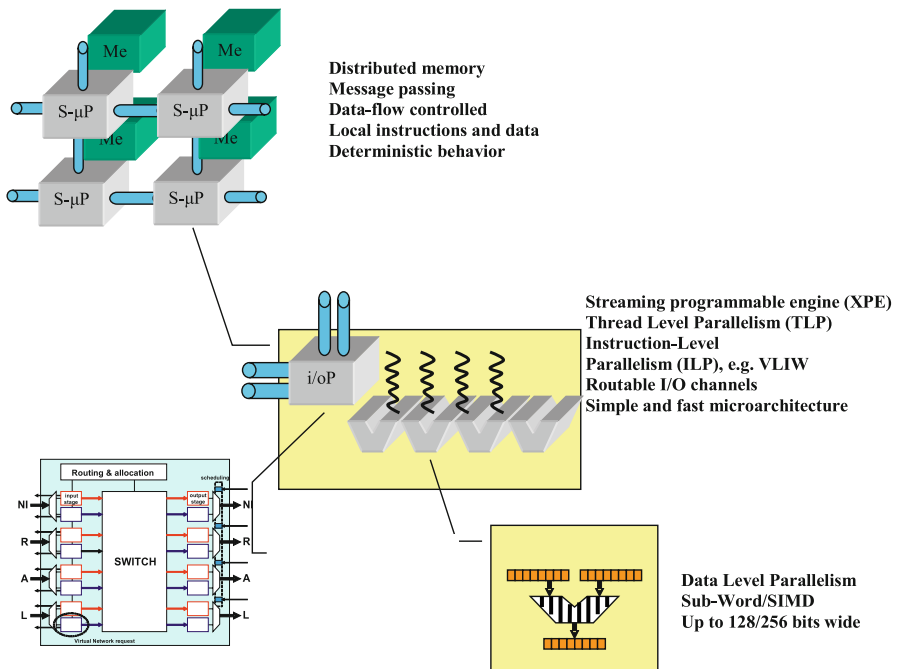 Me
Me
S-μP
S-μP
Me
Me
S-μP
S-μP
Distributed memory
Message passing
Data-flow controlled
Local instructions and data
Deterministic behavior
i/oP
Streaming programmable engine (XPE)
Thread Level Parallelism (TLP)
Instruction-Level
Parallelism (ILP), e.g. VLIW
Routable I/O channels
Simple and fast microarchitecture
Routing & allocation
scheduling
input
stage
output
stage
NI
NI
R
R
SWITCH
A
A
L
L
Virtual Network request
Data Level Parallelism
Sub-Word/SIMD
Up to 128/256 bits wide